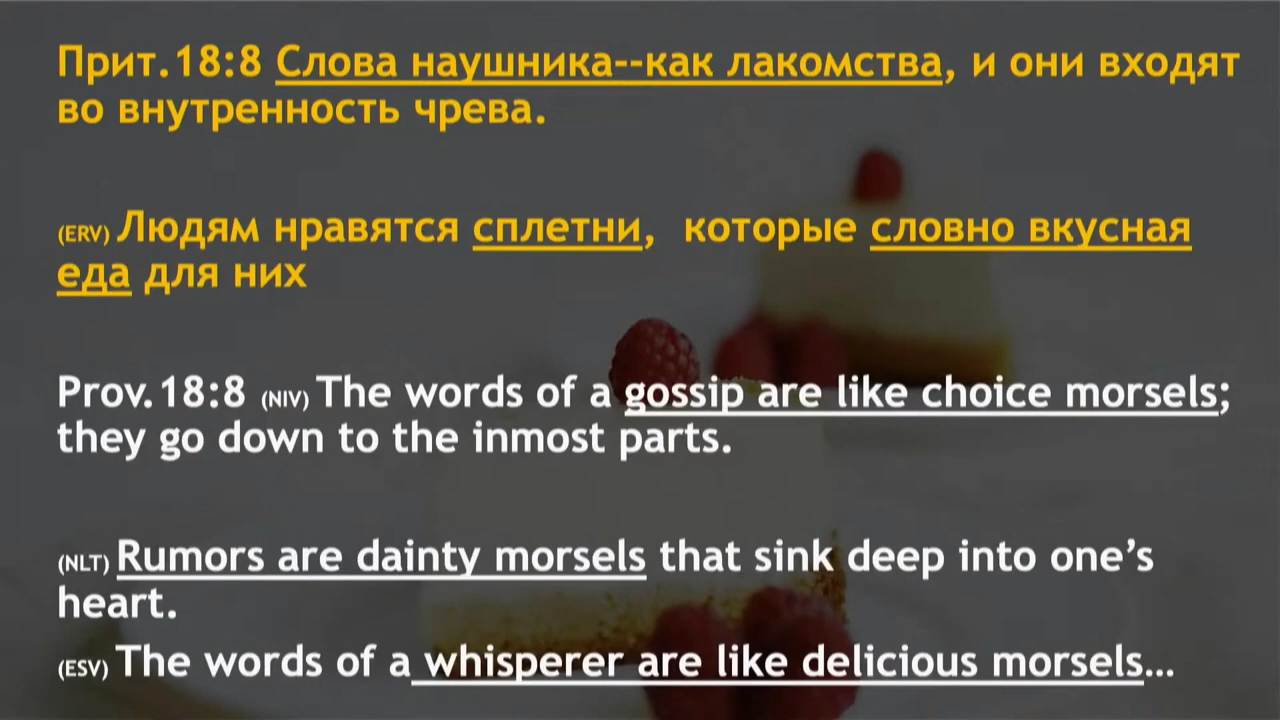 Прит.18:8 Слова наушника--как лакомства, и они входят
во внутренность чрева.
(ERV) Людям нравятся сплетни, которые словно вкусная
еда для них
Prov.18:8 (NIV) The words of a gossip are like choice morsels;
they go down to the inmost parts.
(NLT) Rumors are dainty morsels that sink deep into one’s
heart.
(ESV) The words of a whisperer are like delicious morsels…